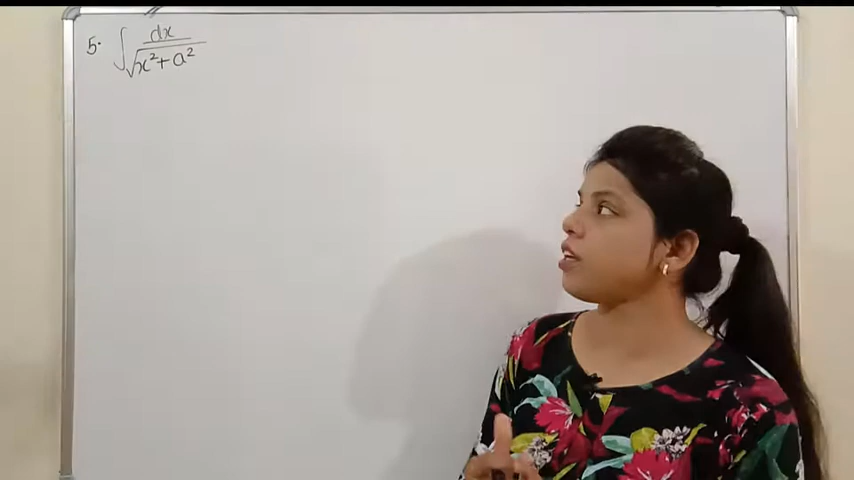 5. ∫ dx / √(x² + a²)